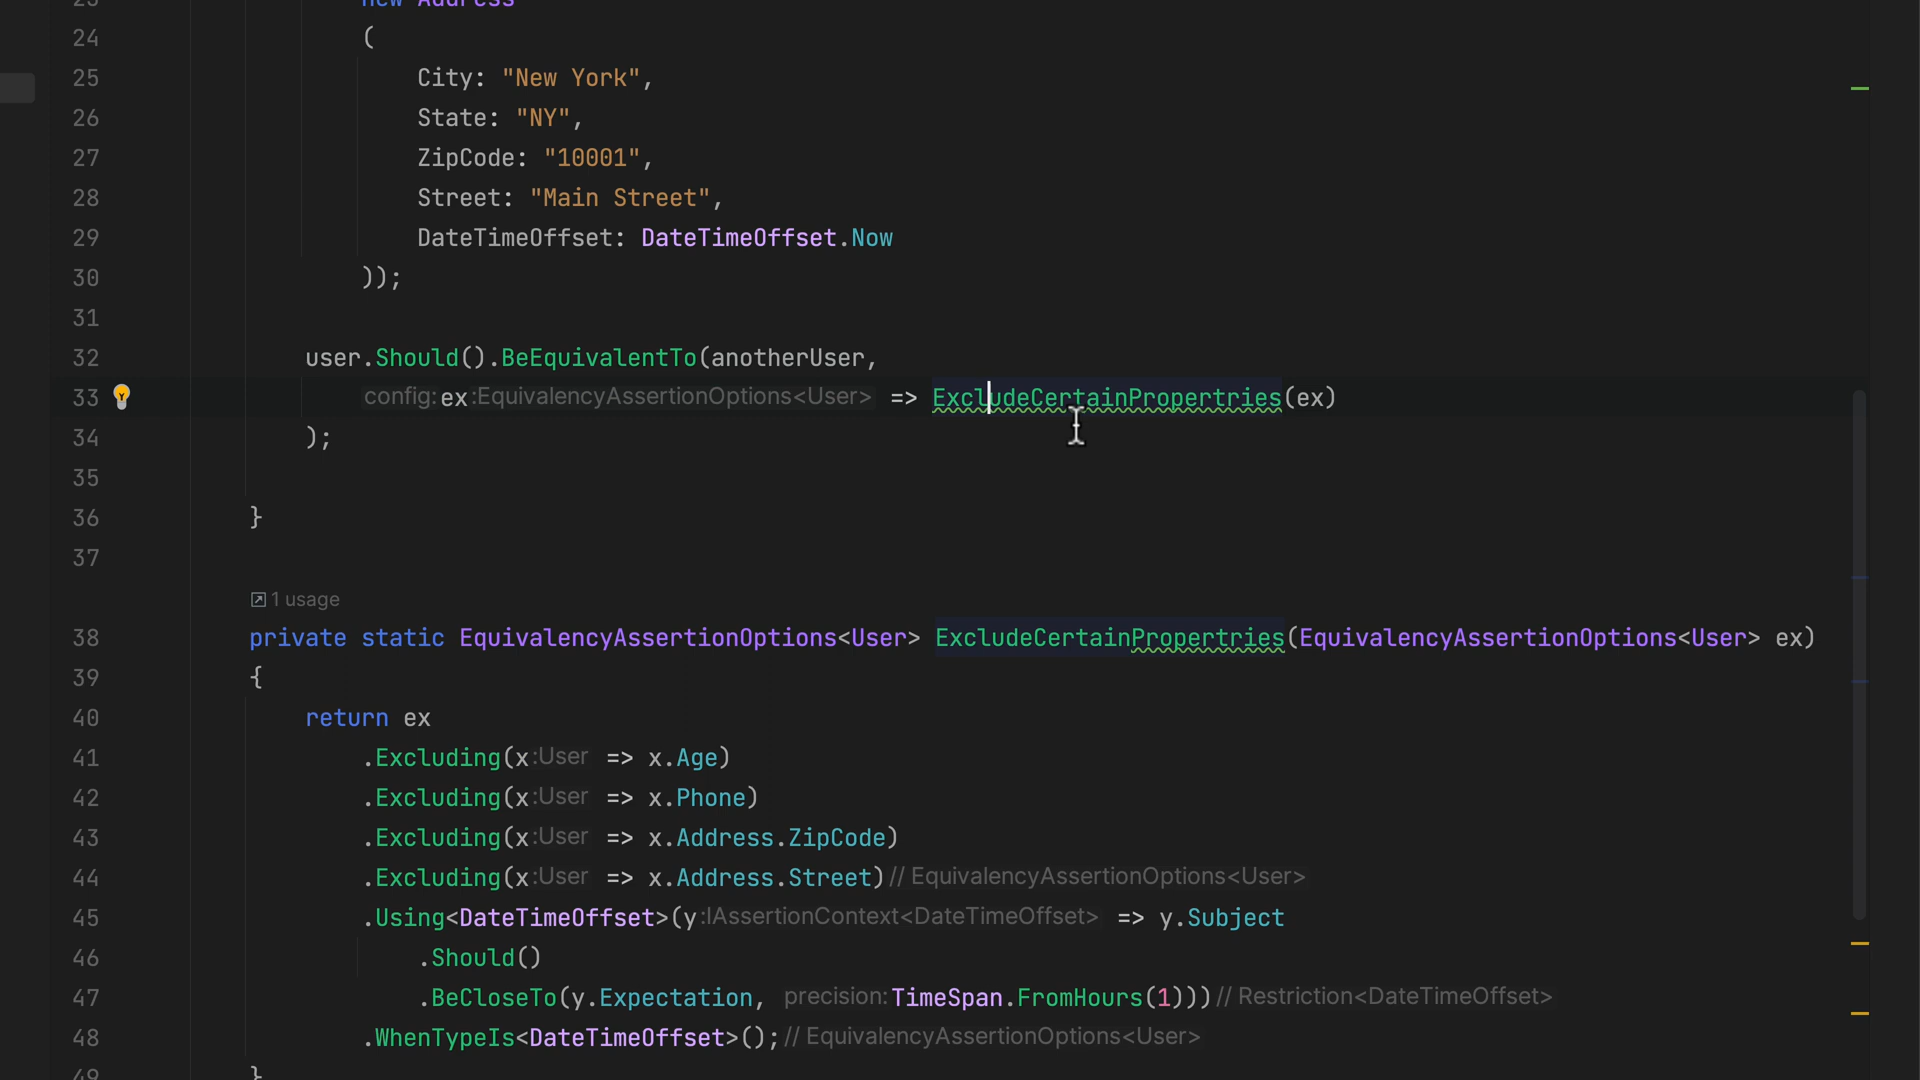 23 new Address
24 (
25 City: "New York",
26 State: "NY",
27 ZipCode: "10001",
28 Street: "Main Street",
29 DateTimeOffset: DateTimeOffset.Now
30 ));
31
32 user.Should().BeEquivalentTo(anotherUser,
33 config: ex :EquivalencyAssertionOptions<User> => ExcludeCertainPropertries(ex)
34 );
35
36 }
37
1 usage
38 private static EquivalencyAssertionOptions<User> ExcludeCertainPropertries(EquivalencyAssertionOptions<User> ex)
39 {
40 return ex
41 .Excluding(x :User => x.Age)
42 .Excluding(x :User => x.Phone)
43 .Excluding(x :User => x.Address.ZipCode)
44 .Excluding(x :User => x.Address.Street) // EquivalencyAssertionOptions<User>
45 .Using<DateTimeOffset>(y :IAssertionContext<DateTimeOffset> => y.Subject
46 .Should()
47 .BeCloseTo(y.Expectation, precision: TimeSpan.FromHours(1))) // Restriction<DateTimeOffset>
48 .WhenTypeIs<DateTimeOffset>(); // EquivalencyAssertionOptions<User>
49 }